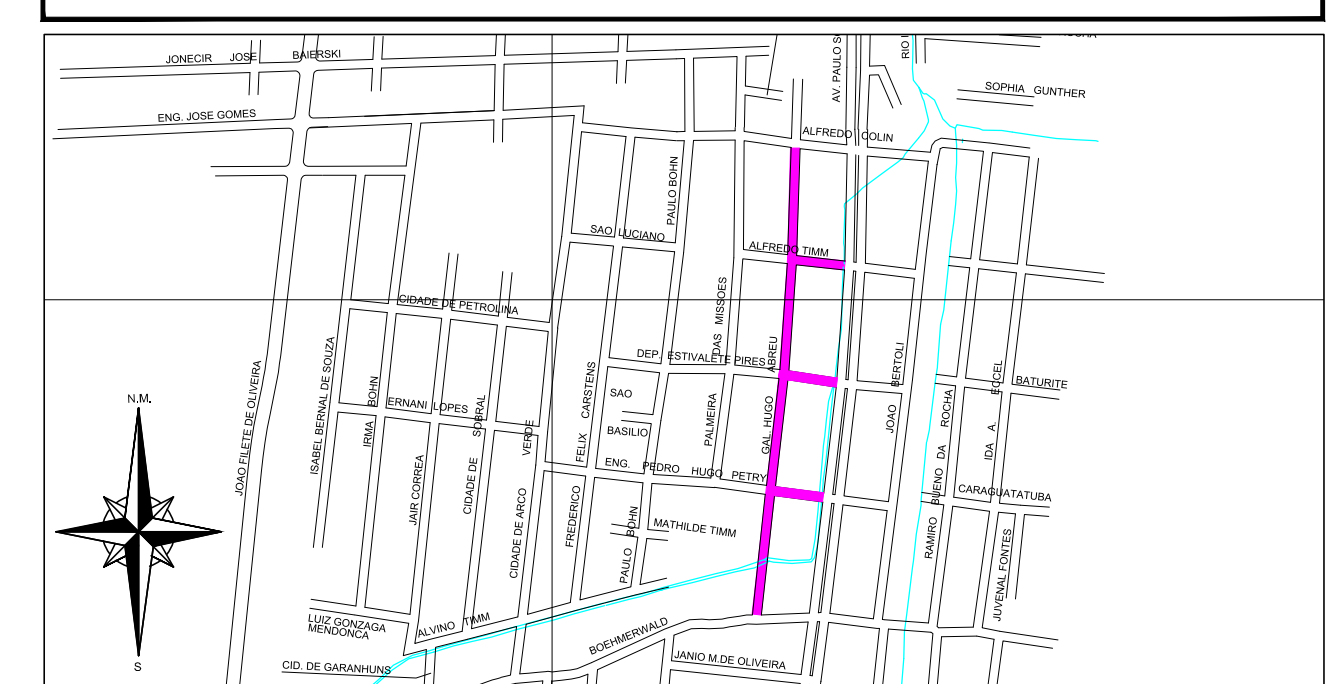 JONECIR JOSE BAIERSKI
AV. PAULO
SOPHIA GUNTHER
ENG. JOSE GOMES
ALFREDO COLIN
PAULO BOHN
SAO LUCIANO
ALFREDO TIMM
CIDADE DE PETROLINA
DAS MISSOES
PALMEIRA
DEP. ESTIVALETE PIRES
GAL. HUGO ABREU
JOAO BERTOLI
BATURITE
IDA A. ECCEL
RAMIRO BUENO DA ROCHA
JOAO FILETE DE OLIVEIRA
ISABEL BERNAL DE SOUZA
IRMA BOHN
ERNANI LOPES
CIDADE DE SOBRAL
FREDERICO FELIX CARSTENS
SAO
BASILIO
N.M.
JAIR CORREA
CIDADE DE ARCO VERDE
ENG. PEDRO HUGO PETRY
CARAGUATATUBA
PAULO BOHN
MATHILDE TIMM
JUVENAL FONTES
LUIZ GONZAGA
MENDONCA
ALVINO TIMM
BOEHMERWALD
JANIO M.DE OLIVEIRA
S
CID. DE GARANHUNS